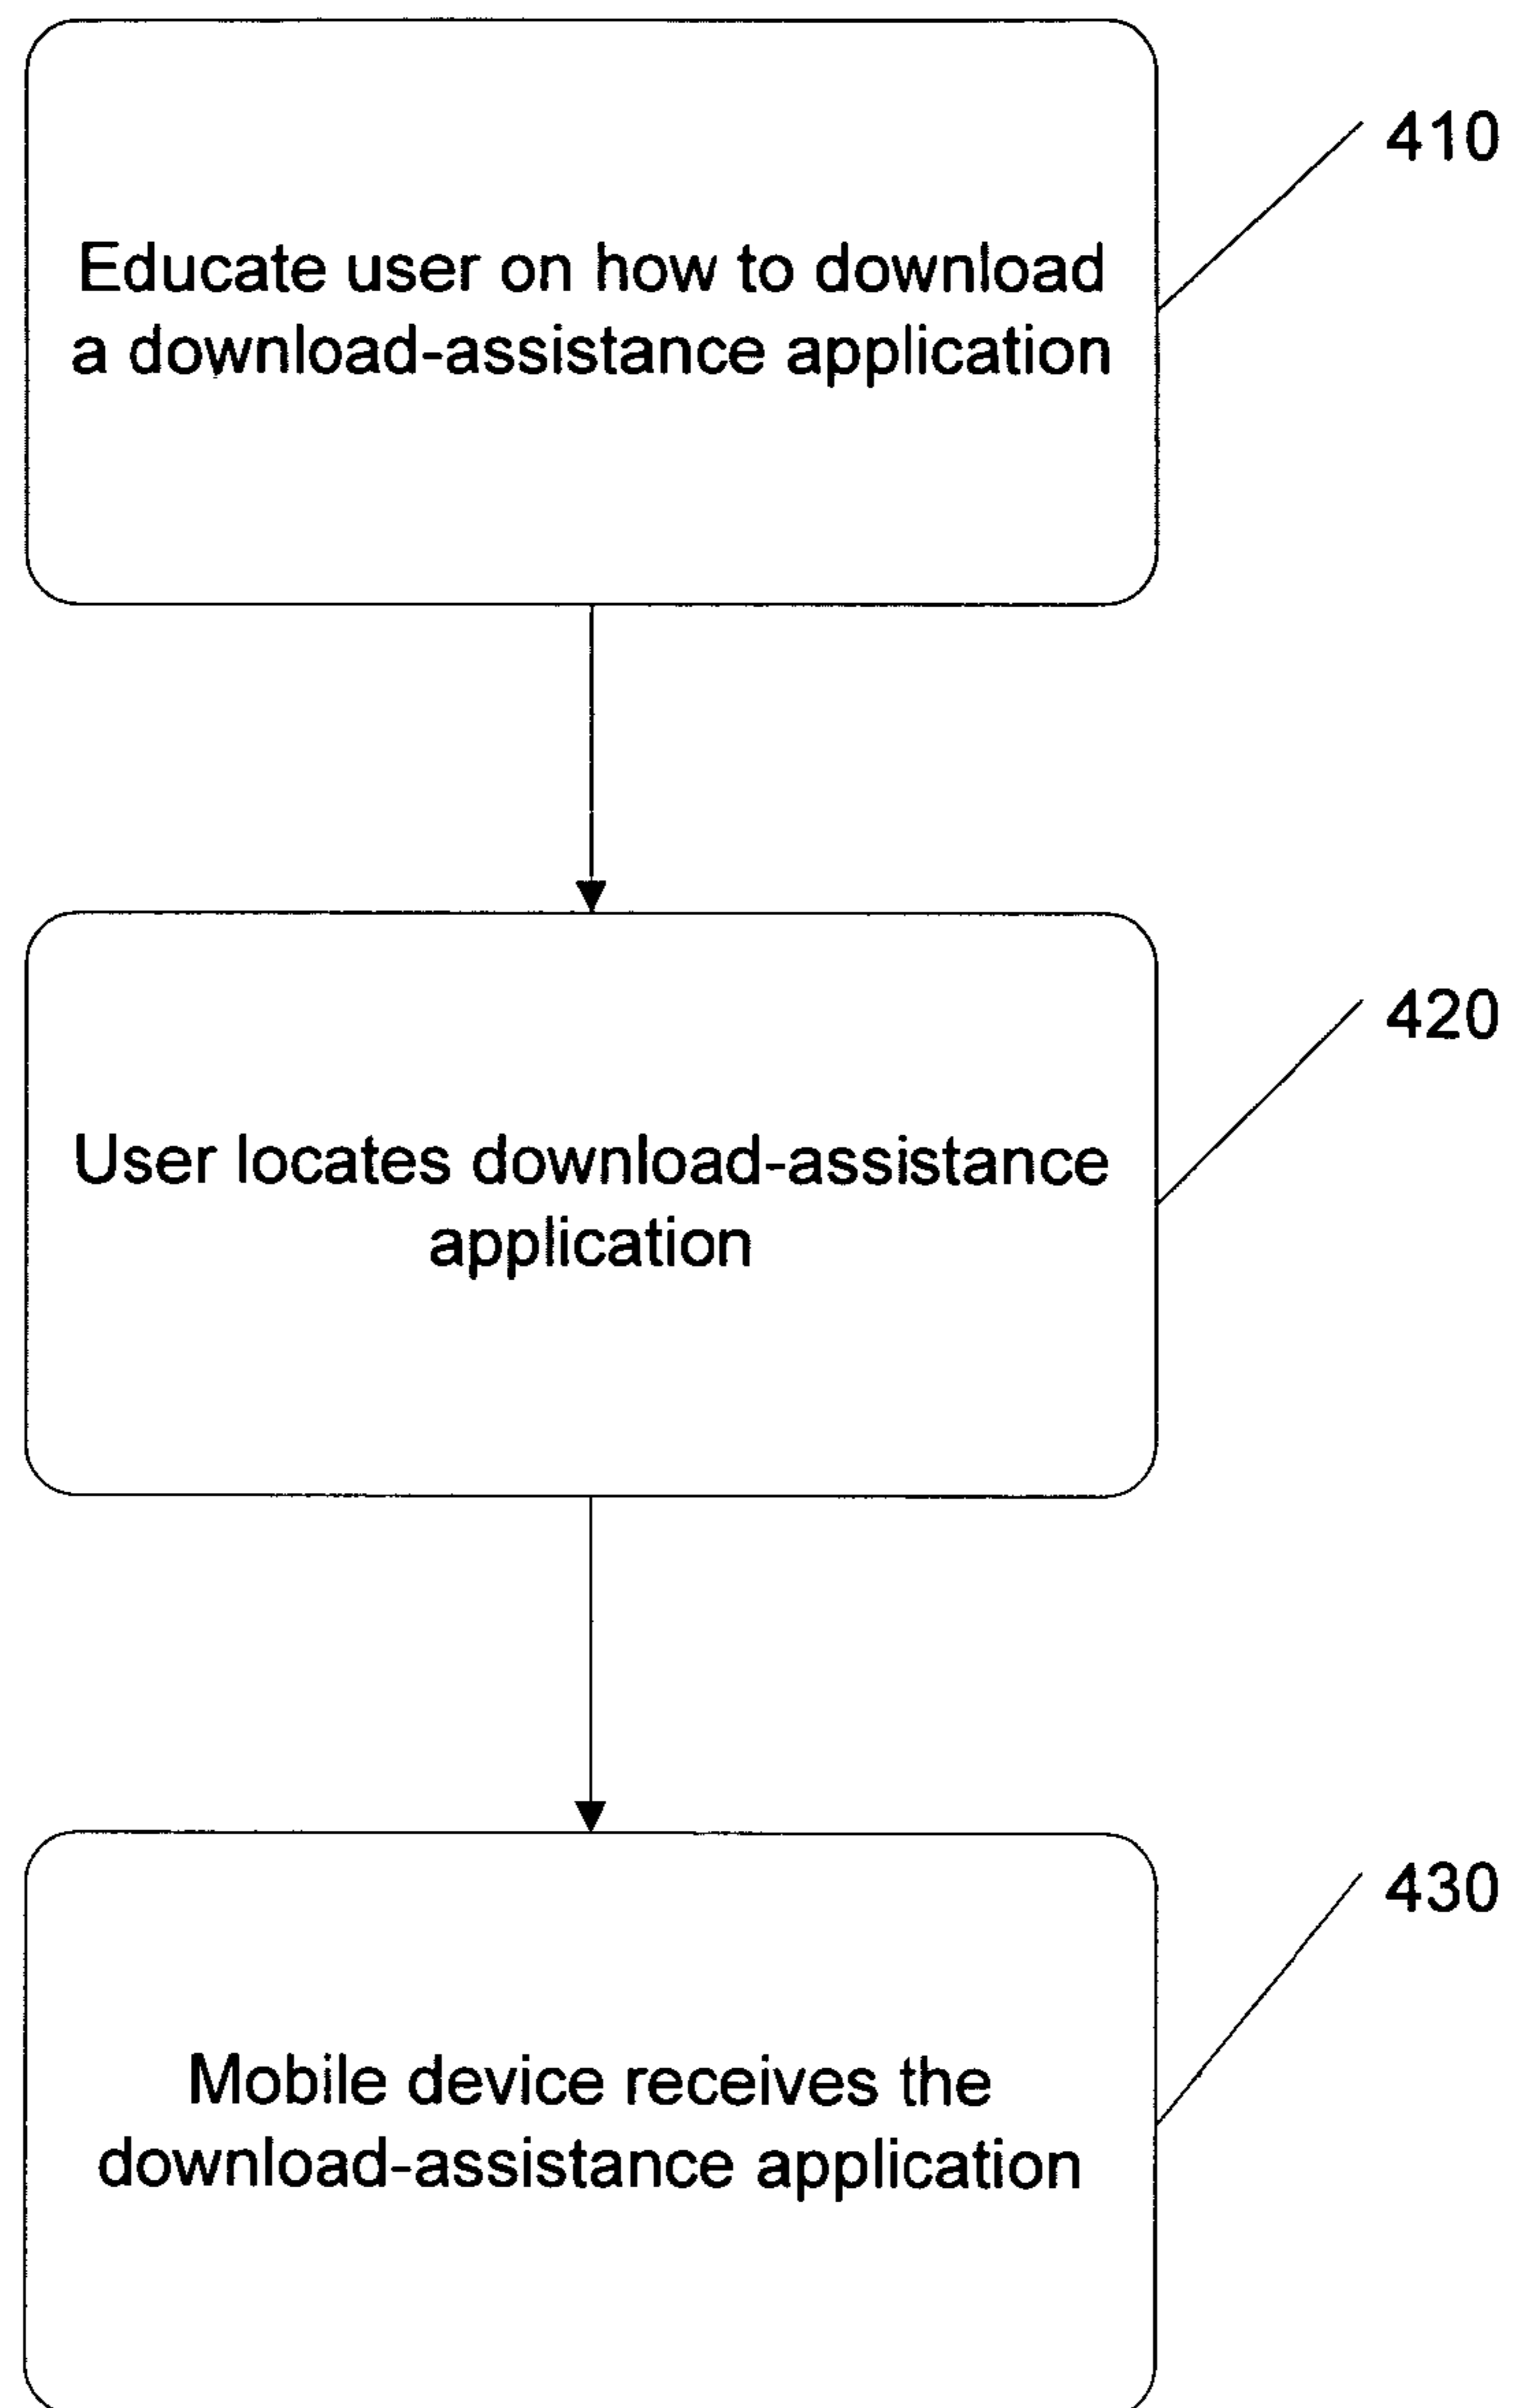 410
Educate user on how to download
a download-assistance application
420
User locates download-assistance
application
430
Mobile device receives the
download-assistance application